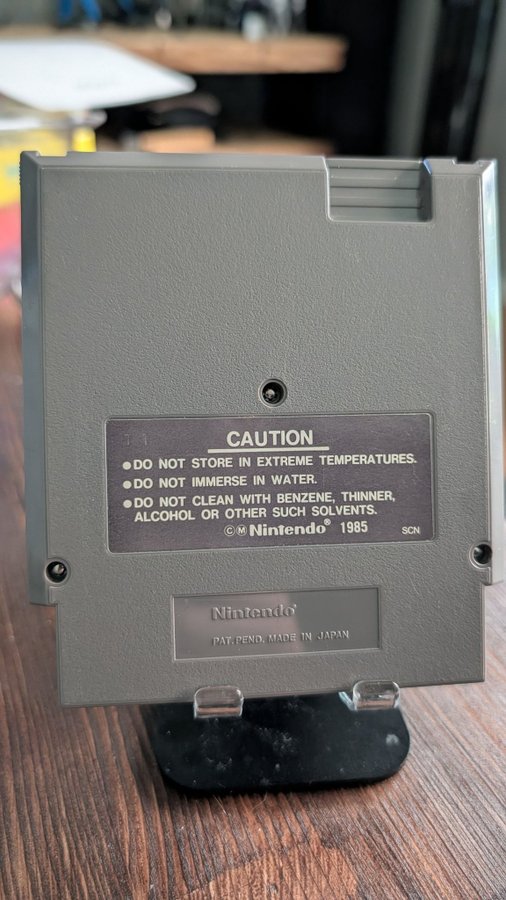 CAUTION
●DO NOT STORE IN EXTREME TEMPERATURES.
●DO NOT IMMERSE IN WATER.
●DO NOT CLEAN WITH BENZENE, THINNER,
ALCOHOL OR OTHER SUCH SOLVENTS.
©Ⓜ Nintendo® 1985 SCN
Nintendo®
PAT. PEND. MADE IN JAPAN